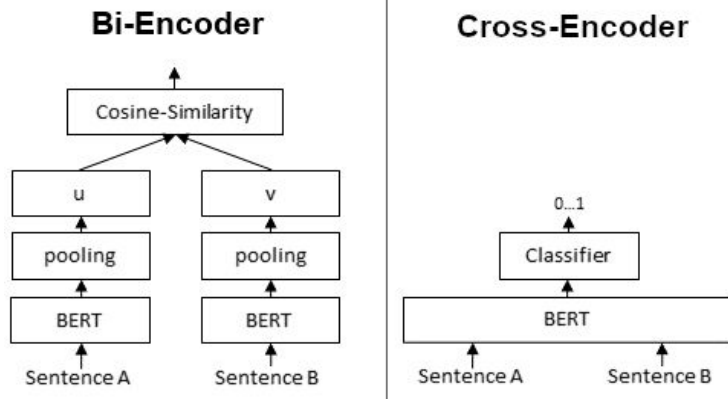 Bi-Encoder
Cosine-Similarity
u
v
pooling
pooling
BERT
BERT
Sentence A
Sentence B
Cross-Encoder
0...1
Classifier
BERT
Sentence A
Sentence B